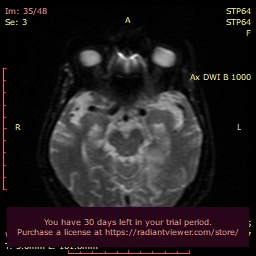 Im: 35/48
Se: 3
A
STP64
STP64
F
Ax DWI B 1000
R
L
You have 30 days left in your trial period.
Purchase a license at https://radiantviewer.com/store/